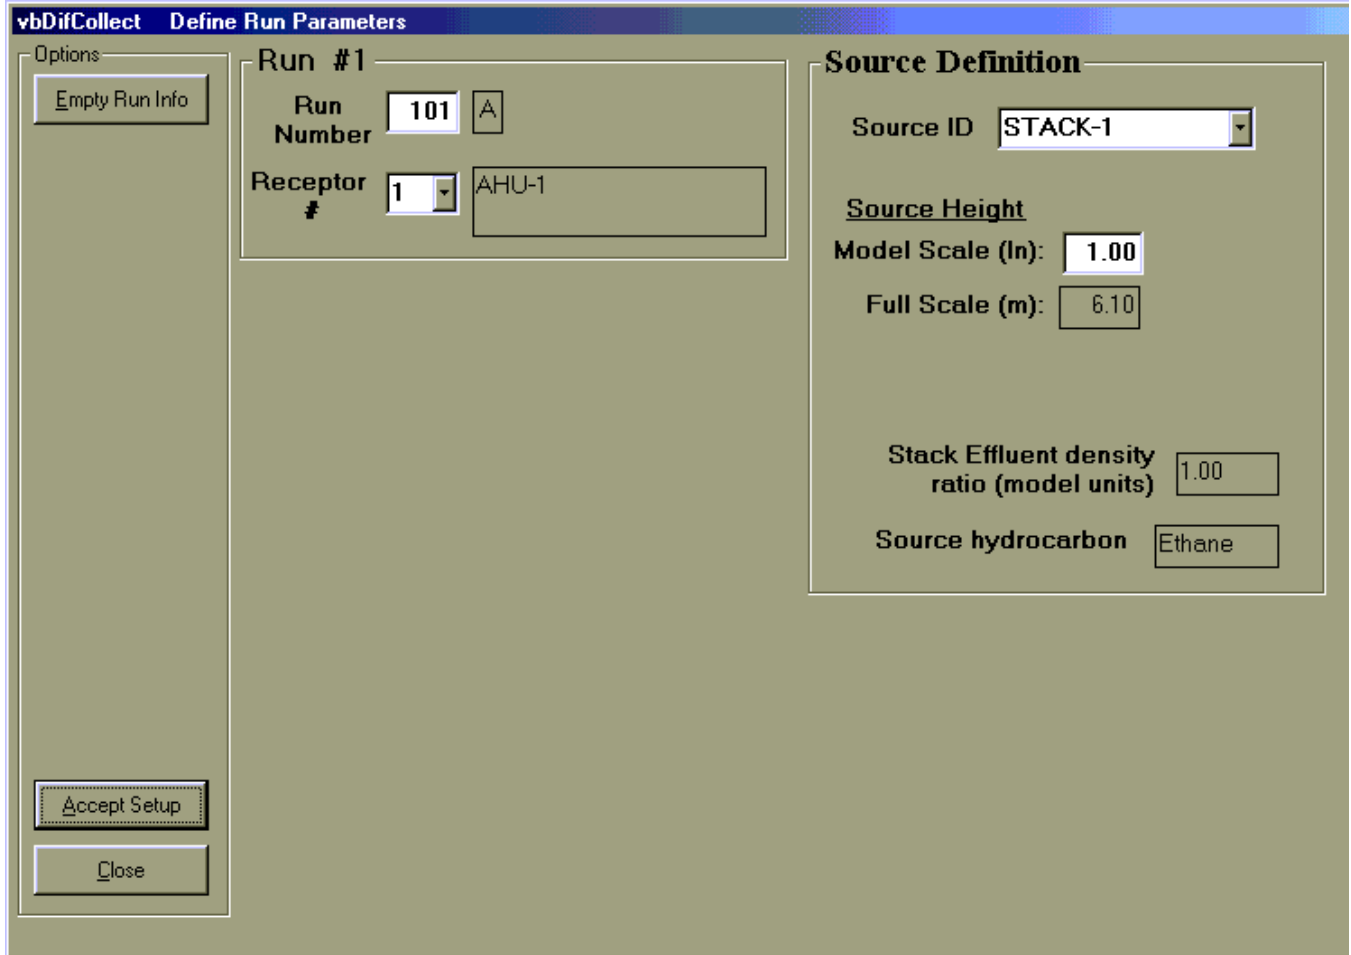 vbDifCollect Define Run Parameters
Options
Empty Run Info
Run #1
Run
Number
101
A
Receptor
#
1
AHU-1
Source Definition
Source ID
STACK-1
Source Height
Model Scale (In):
1.00
Full Scale (m):
6.10
Stack Effluent density
ratio (model units)
1.00
Source hydrocarbon
Ethane
Accept Setup
Close